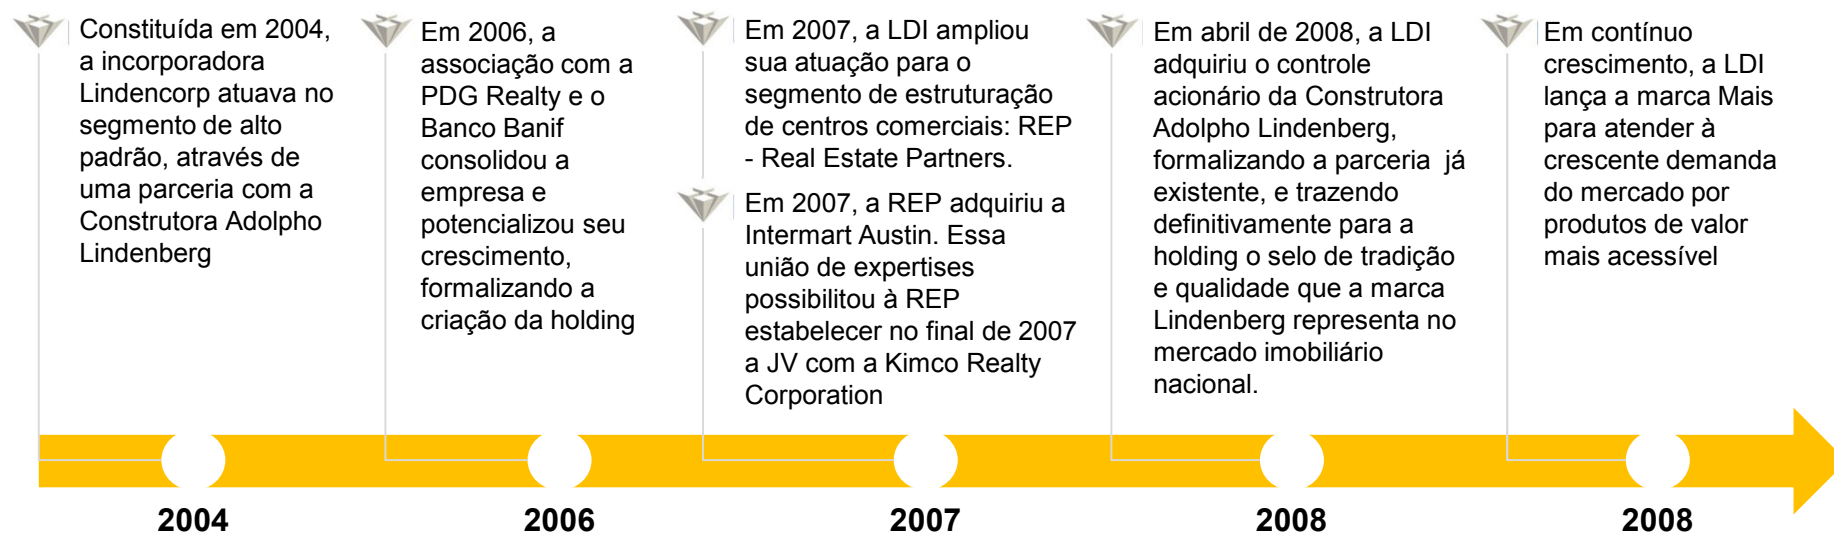 Constituída em 2004,
a incorporadora
Lindencorp atuava no
segmento de alto
padrão, através de
uma parceria com a
Construtora Adolpho
Lindenberg
Em 2006, a
associação com a
PDG Realty e o
Banco Banif
consolidou a
empresa e
potencializou seu
crescimento,
formalizando a
criação da holding
Em 2007, a LDI ampliou
sua atuação para o
segmento de estruturação
de centros comerciais: REP
- Real Estate Partners.
Em 2007, a REP adquiriu a
Intermart Austin. Essa
união de expertises
possibilitou à REP
estabelecer no final de 2007
a JV com a Kimco Realty
Corporation
Em abril de 2008, a LDI
adquiriu o controle
acionário da Construtora
Adolpho Lindenberg,
formalizando a parceria  já
existente, e trazendo
definitivamente para a
holding o selo de tradição
e qualidade que a marca
Lindenberg representa no
mercado imobiliário
nacional.
Em contínuo
crescimento, a LDI
lança a marca Mais
para atender à
crescente demanda
do mercado por
produtos de valor
mais acessível
2004
2006
2007
2008
2008